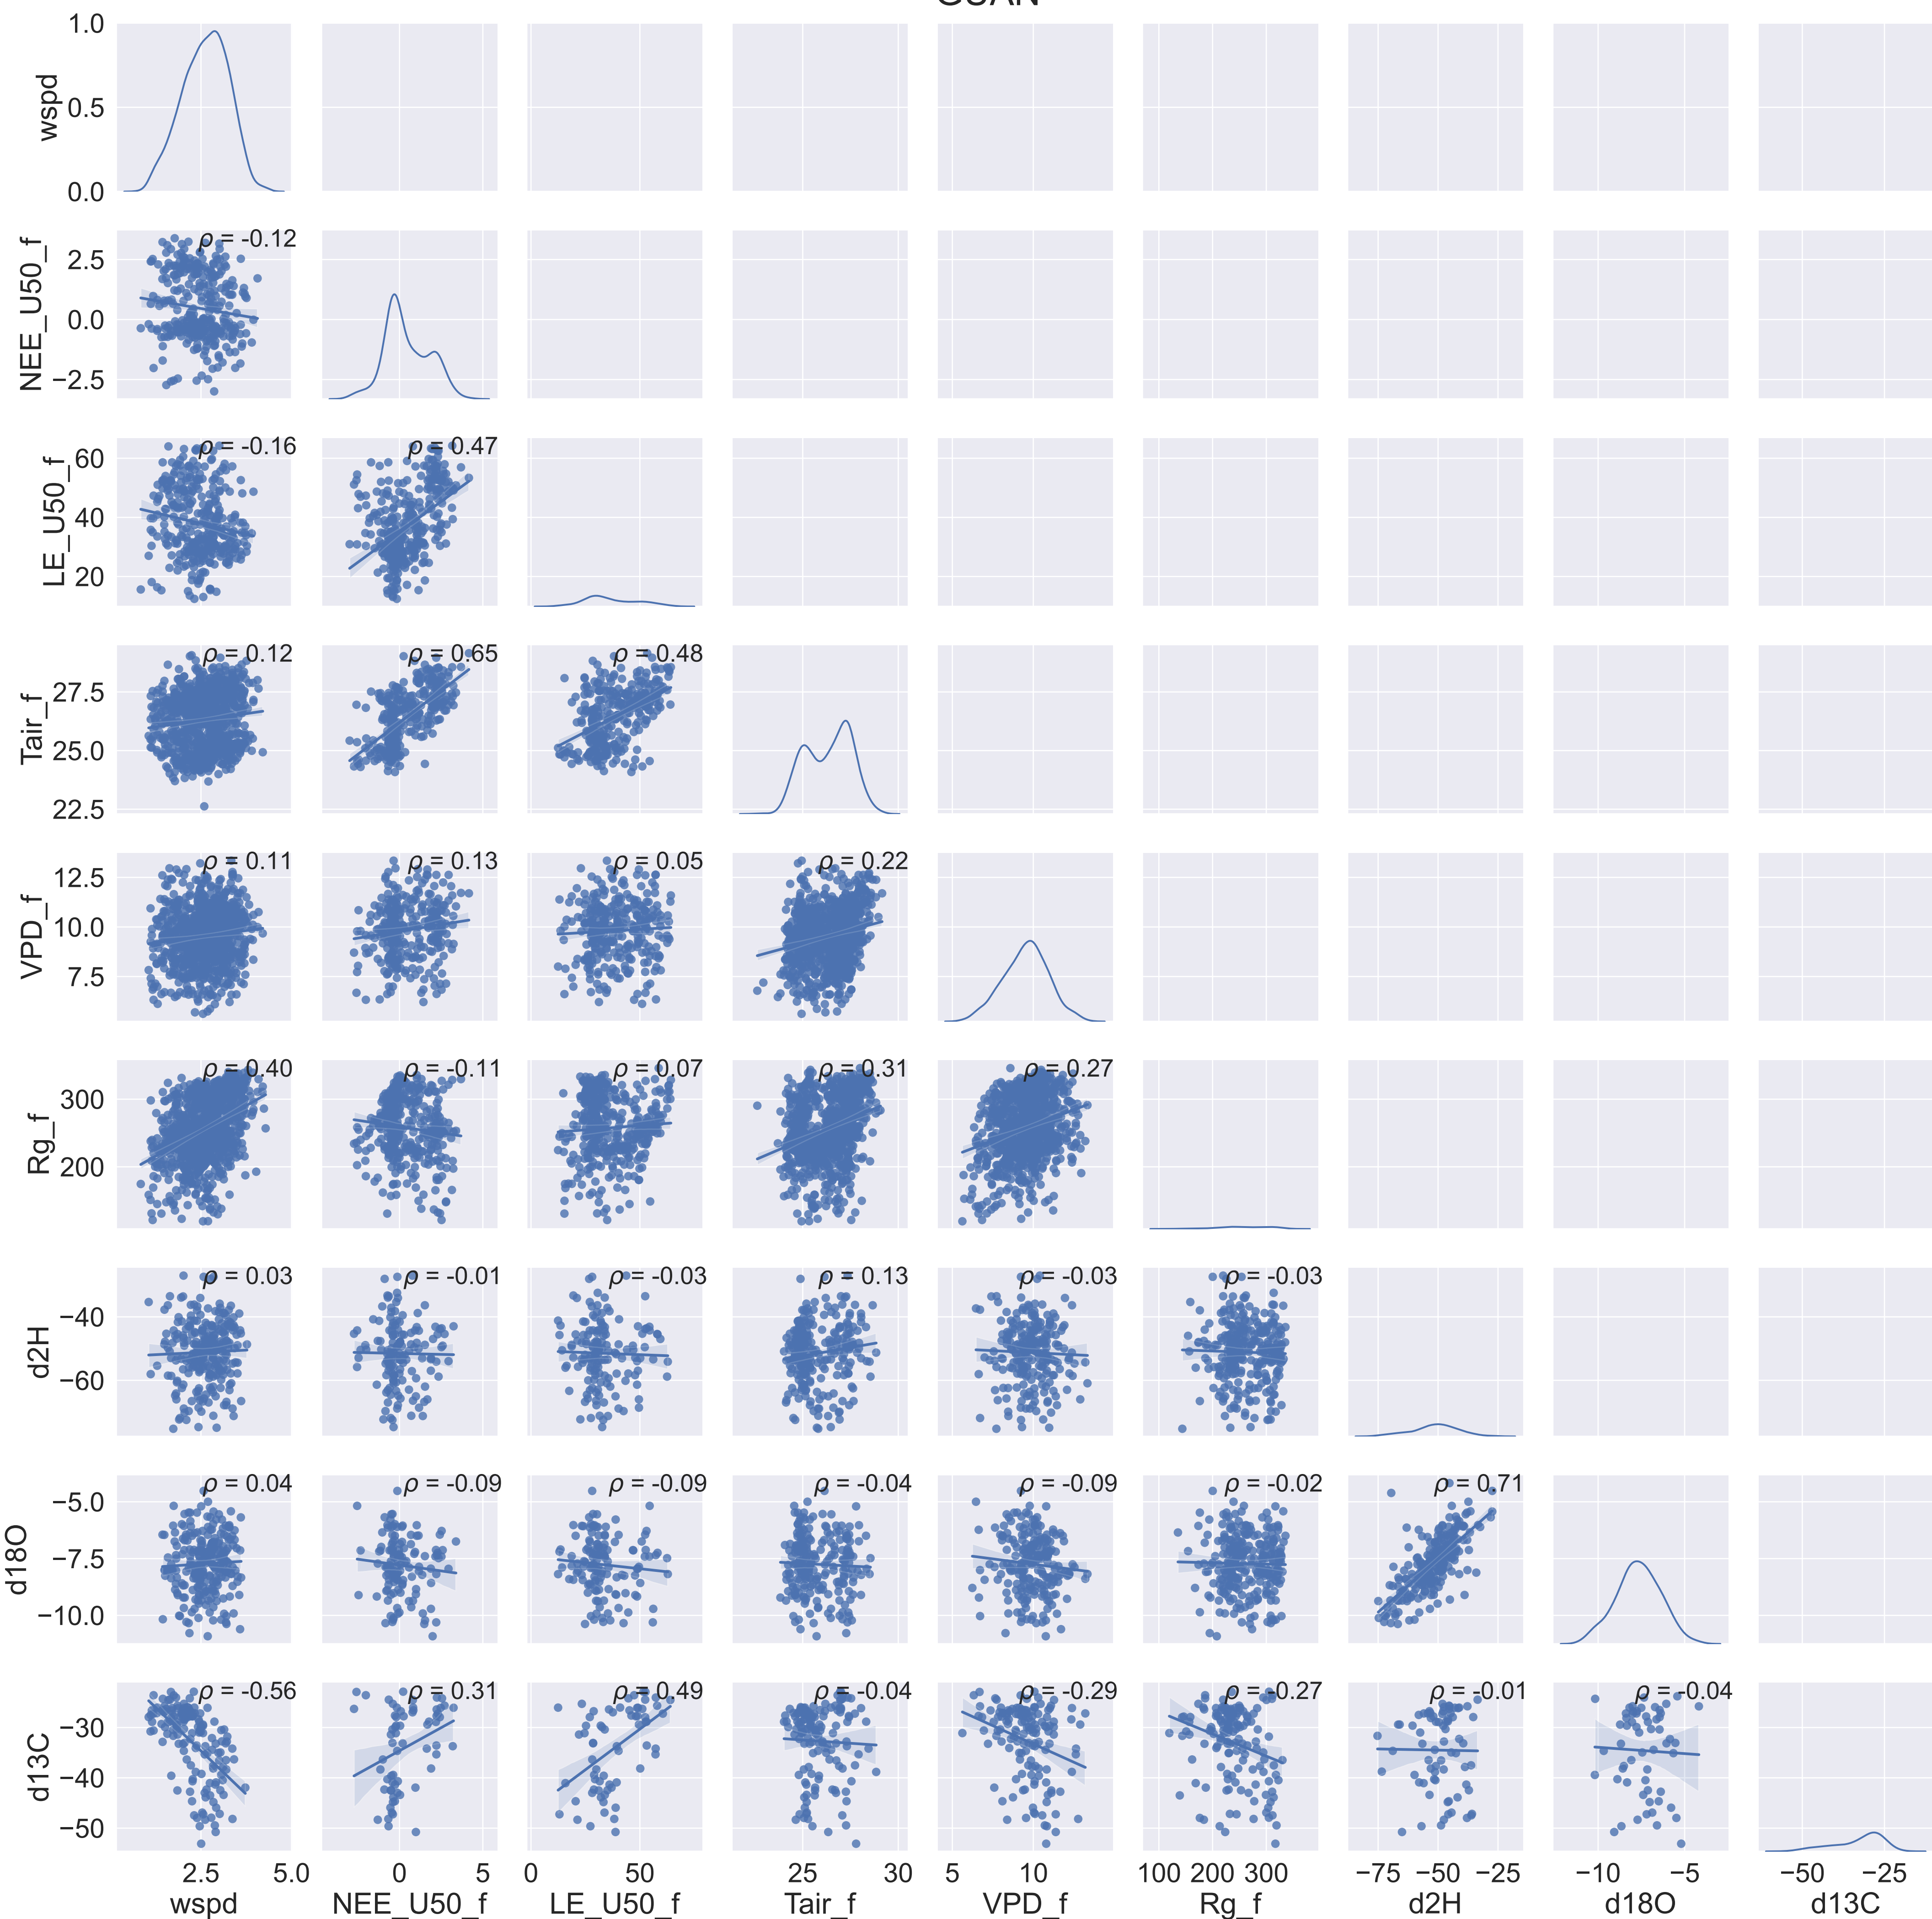 GUAN
1.0
wspd
0.5
0.0
ρ = -0.12
NEE_U50_f
2.5
0.0
−2.5
ρ = -0.16
ρ = 0.47
LE_U50_f
60
40
20
ρ = 0.12
ρ = 0.65
ρ = 0.48
Tair_f
27.5
25.0
22.5
ρ = 0.11
ρ = 0.13
ρ = 0.05
ρ = 0.22
VPD_f
12.5
10.0
7.5
ρ = 0.40
ρ = -0.11
ρ = 0.07
ρ = 0.31
ρ = 0.27
Rg_f
300
200
ρ = 0.03
ρ = -0.01
ρ = -0.03
ρ = 0.13
ρ = -0.03
ρ = -0.03
d2H
−40
−60
ρ = 0.04
ρ = -0.09
ρ = -0.09
ρ = -0.04
ρ = -0.09
ρ = -0.02
ρ = 0.71
d18O
−5.0
−7.5
−10.0
ρ = -0.56
ρ = 0.31
ρ = 0.49
ρ = -0.04
ρ = -0.29
ρ = -0.27
ρ = -0.01
ρ = -0.04
d13C
−30
−40
−50
2.5 5.0
0 5
0 50
25 30
5 10
100 200 300
−75 −50 −25
−10 −5
−50 −25
wspd
NEE_U50_f
LE_U50_f
Tair_f
VPD_f
Rg_f
d2H
d18O
d13C